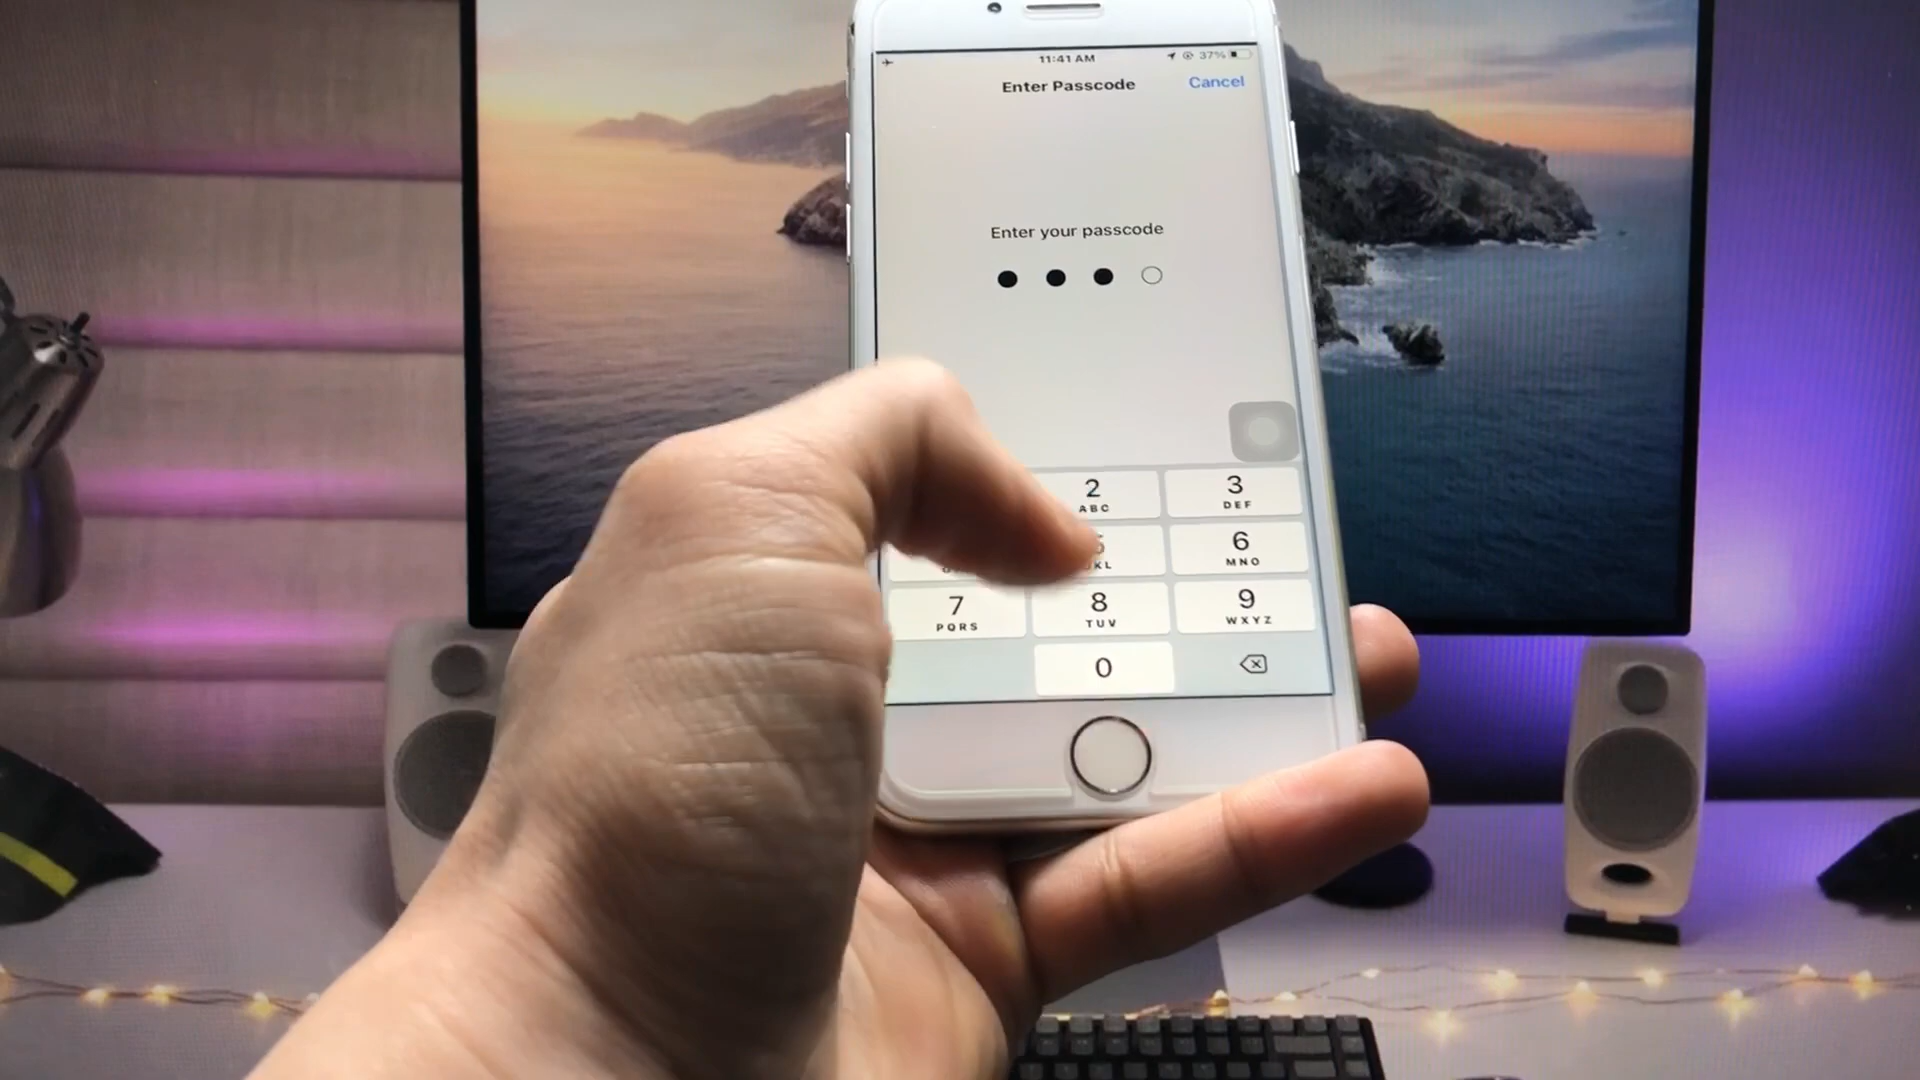 11:41 AM
37%
Enter Passcode
Cancel
Enter your passcode
2
ABC
3
DEF
JKL
6
MNO
7
PQRS
8
TUV
9
WXYZ
0